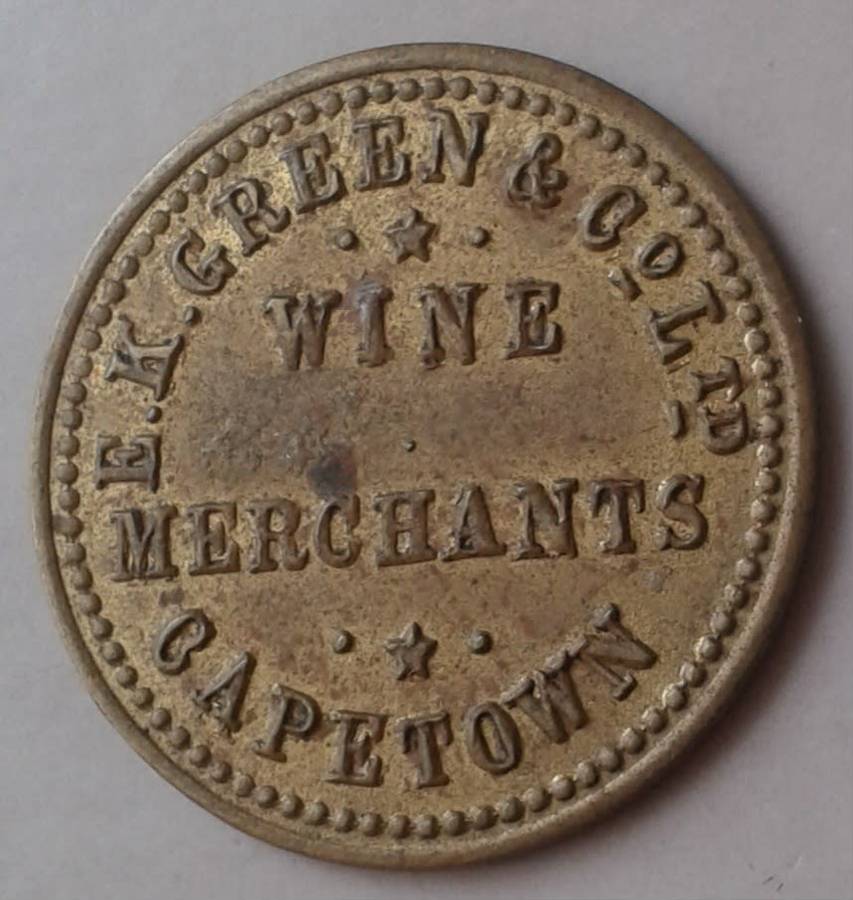 E. K. GREEN & Co LTD
WINE
MERCHANTS
CAPETOWN